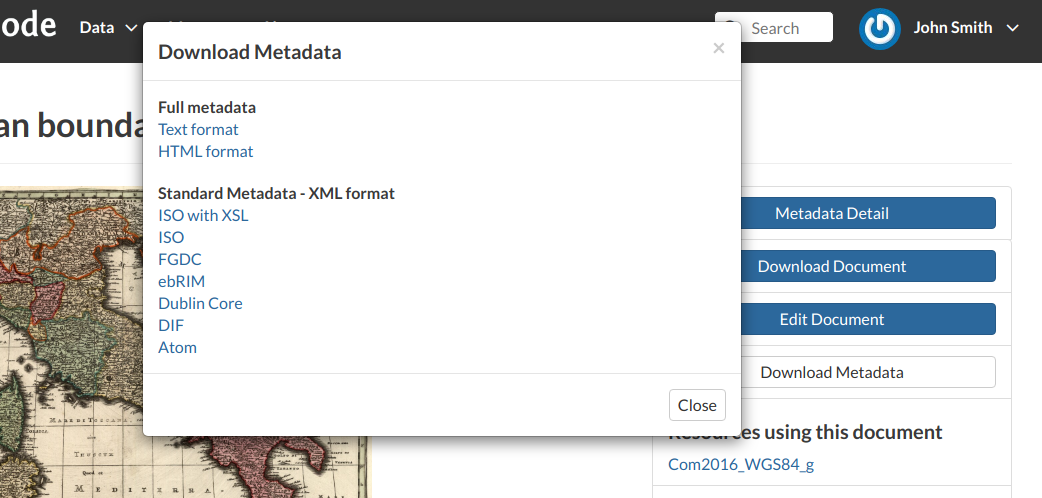 ode Data John Smith
Search
Download Metadata ×
an bounda
Full metadata
Text format
HTML format
Standard Metadata - XML format
ISO with XSL
ISO
FGDC
ebRIM
Dublin Core
DIF
Atom
Close
Metadata Detail
Download Document
Edit Document
Download Metadata
Resources using this document
Com2016_WGS84_g
MEDITERRA